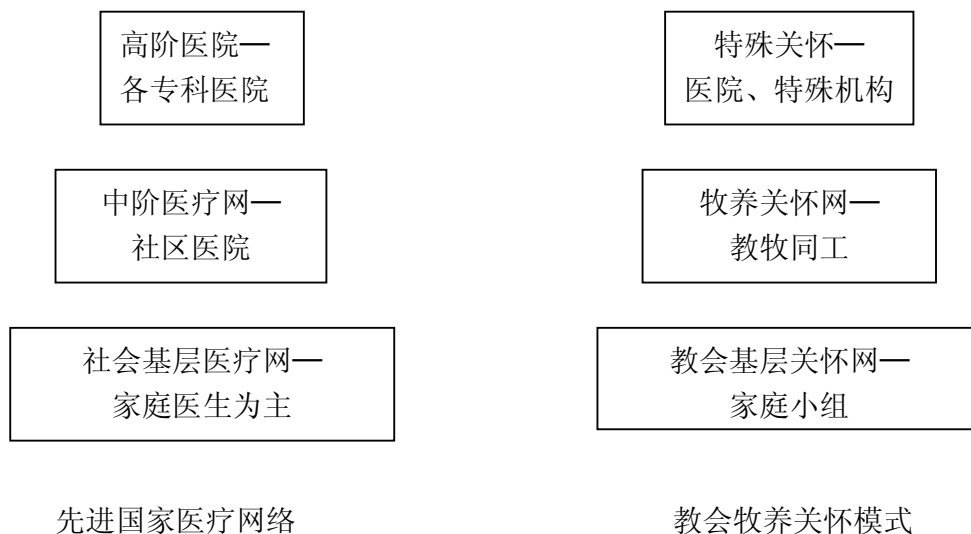 高阶医院—
各专科医院
特殊关怀—
医院、特殊机构
中阶医疗网—
社区医院
牧养关怀网—
教牧同工
社会基层医疗网—
家庭医生为主
教会基层关怀网—
家庭小组
先进国家医疗网络
教会牧养关怀模式